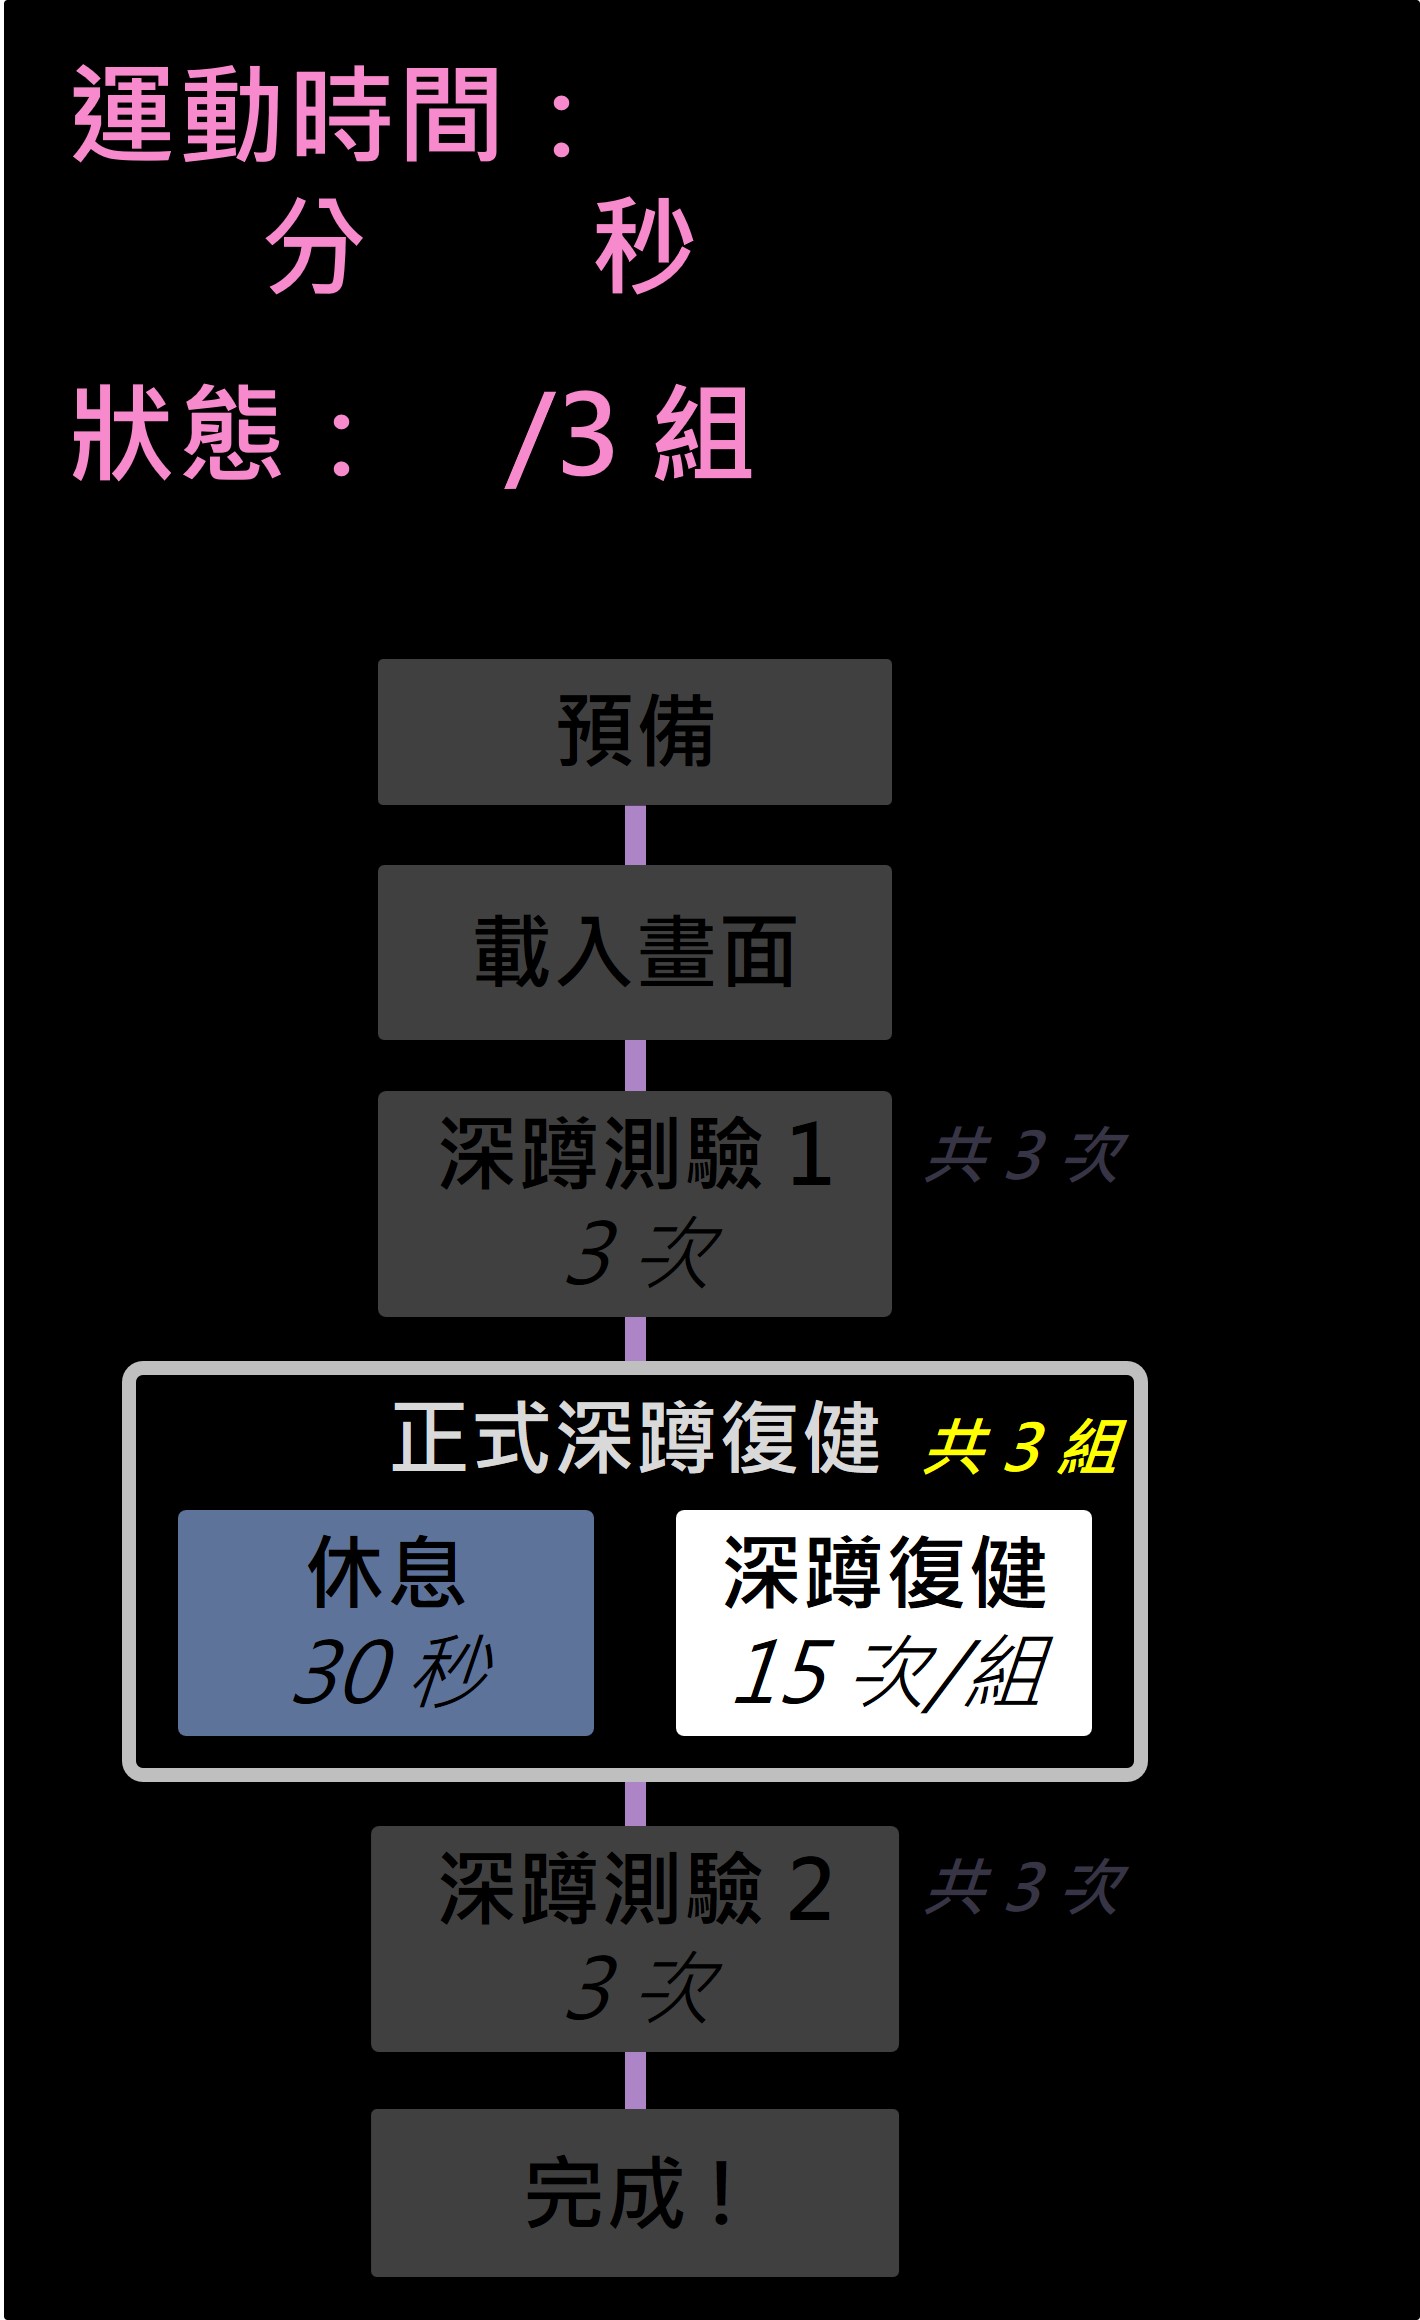 運動時間：
分 秒
狀態： /3 組
預備
載入畫面
深蹲測驗 1
3 次
共 3 次
正式深蹲復健
共 3 組
休息
30 秒
深蹲復健
15 次/組
深蹲測驗 2
3 次
共 3 次
完成！